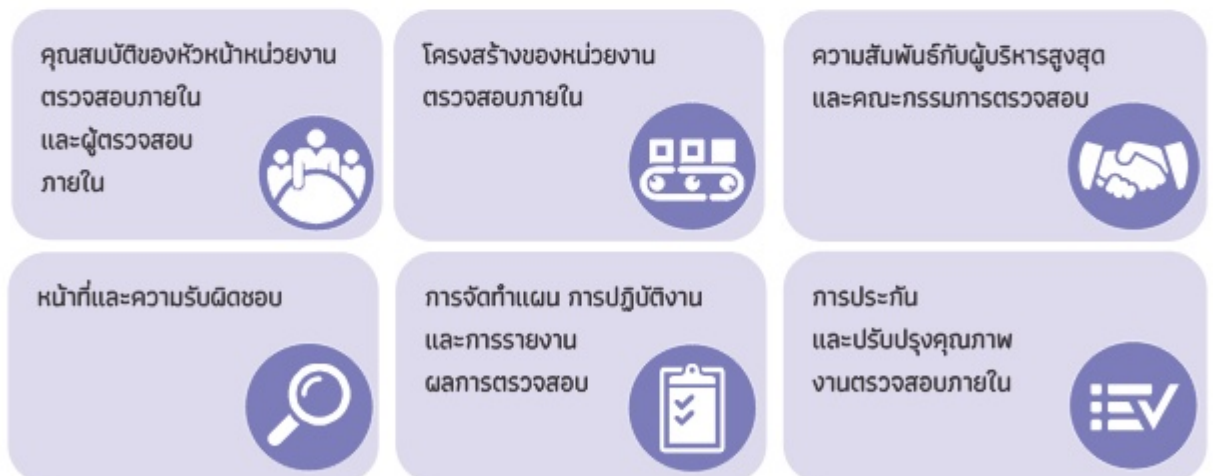 คุณสมบัติของหัวหน้าหน่วยงาน
ตรวจสอบภายใน
และผู้ตรวจสอบ
ภายใน
โครงสร้างของหน่วยงาน
ตรวจสอบภายใน
ความสัมพันธ์กับผู้บริหารสูงสุด
และคณะกรรมการตรวจสอบ
หน้าที่และความรับผิดชอบ
การจัดทำแผน การปฏิบัติงาน
และการรายงาน
ผลการตรวจสอบ
การประกัน
และปรับปรุงคุณภาพ
งานตรวจสอบภายใน